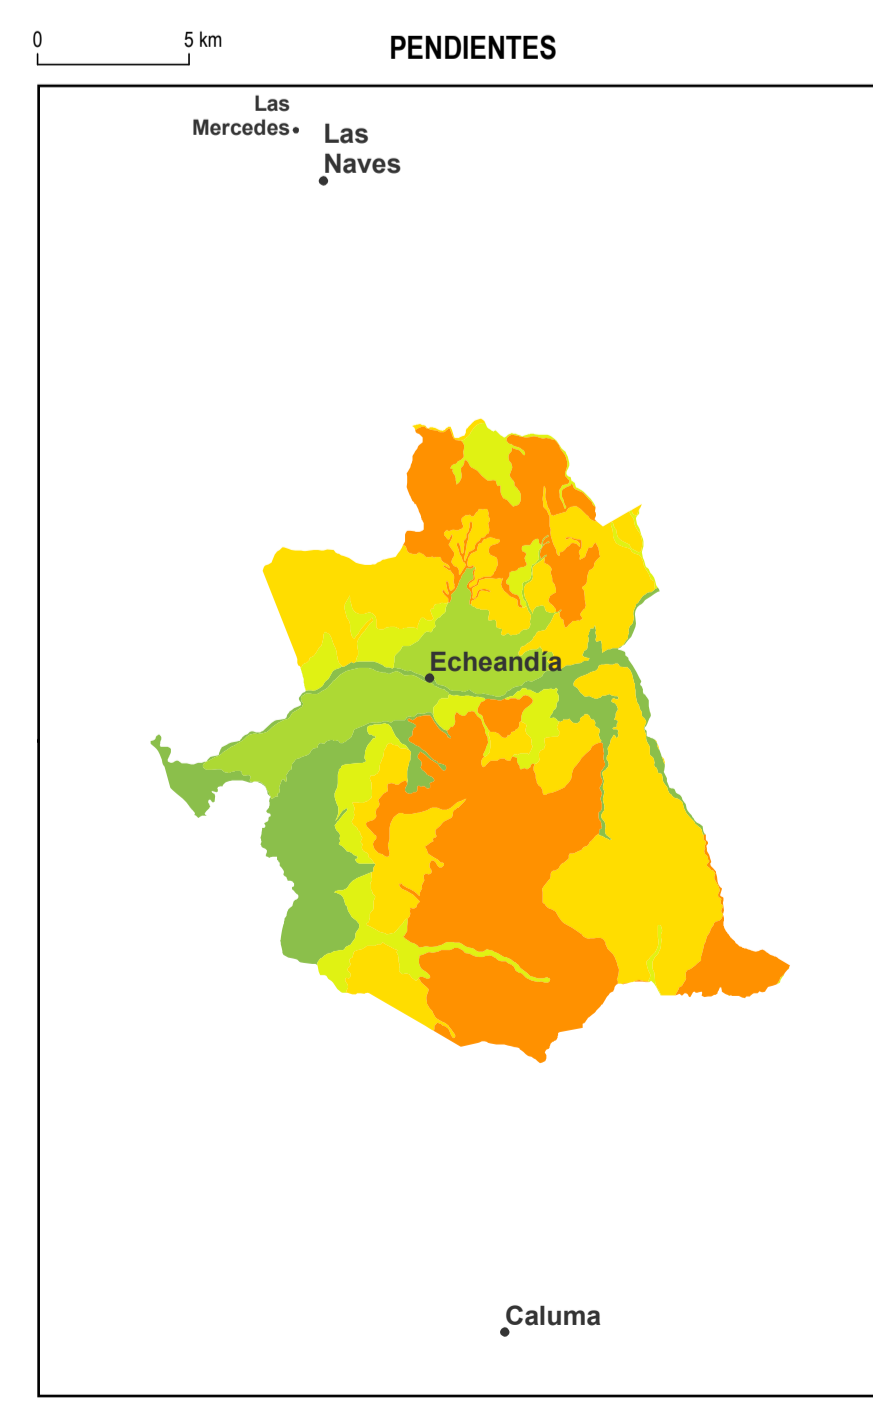 0
5 km
PENDIENTES
Las
Mercedes
Las
Naves
Echeandía
Caluma